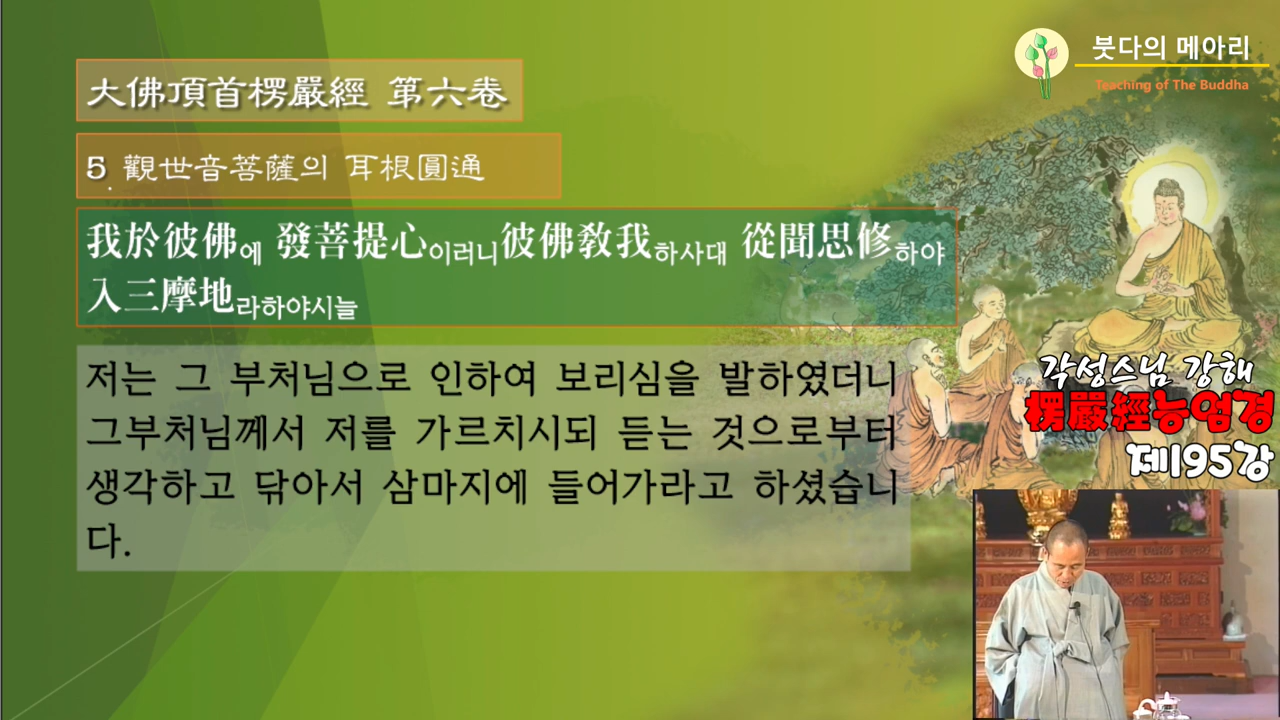 붓다의 메아리
Teaching of The Buddha
大佛頂首楞嚴經 第六卷
5. 觀世音菩薩의 耳根圓通
我於彼佛에 發菩提心이러니彼佛敎我하사대 從聞思修하야
入三摩地라하야시늘
저는 그 부처님으로 인하여 보리심을 발하였더니
그부처님께서 저를 가르치시되 듣는 것으로부터
생각하고 닦아서 삼마지에 들어가라고 하셨습니
다.
각성스님 강해
楞嚴經능엄경
제195강